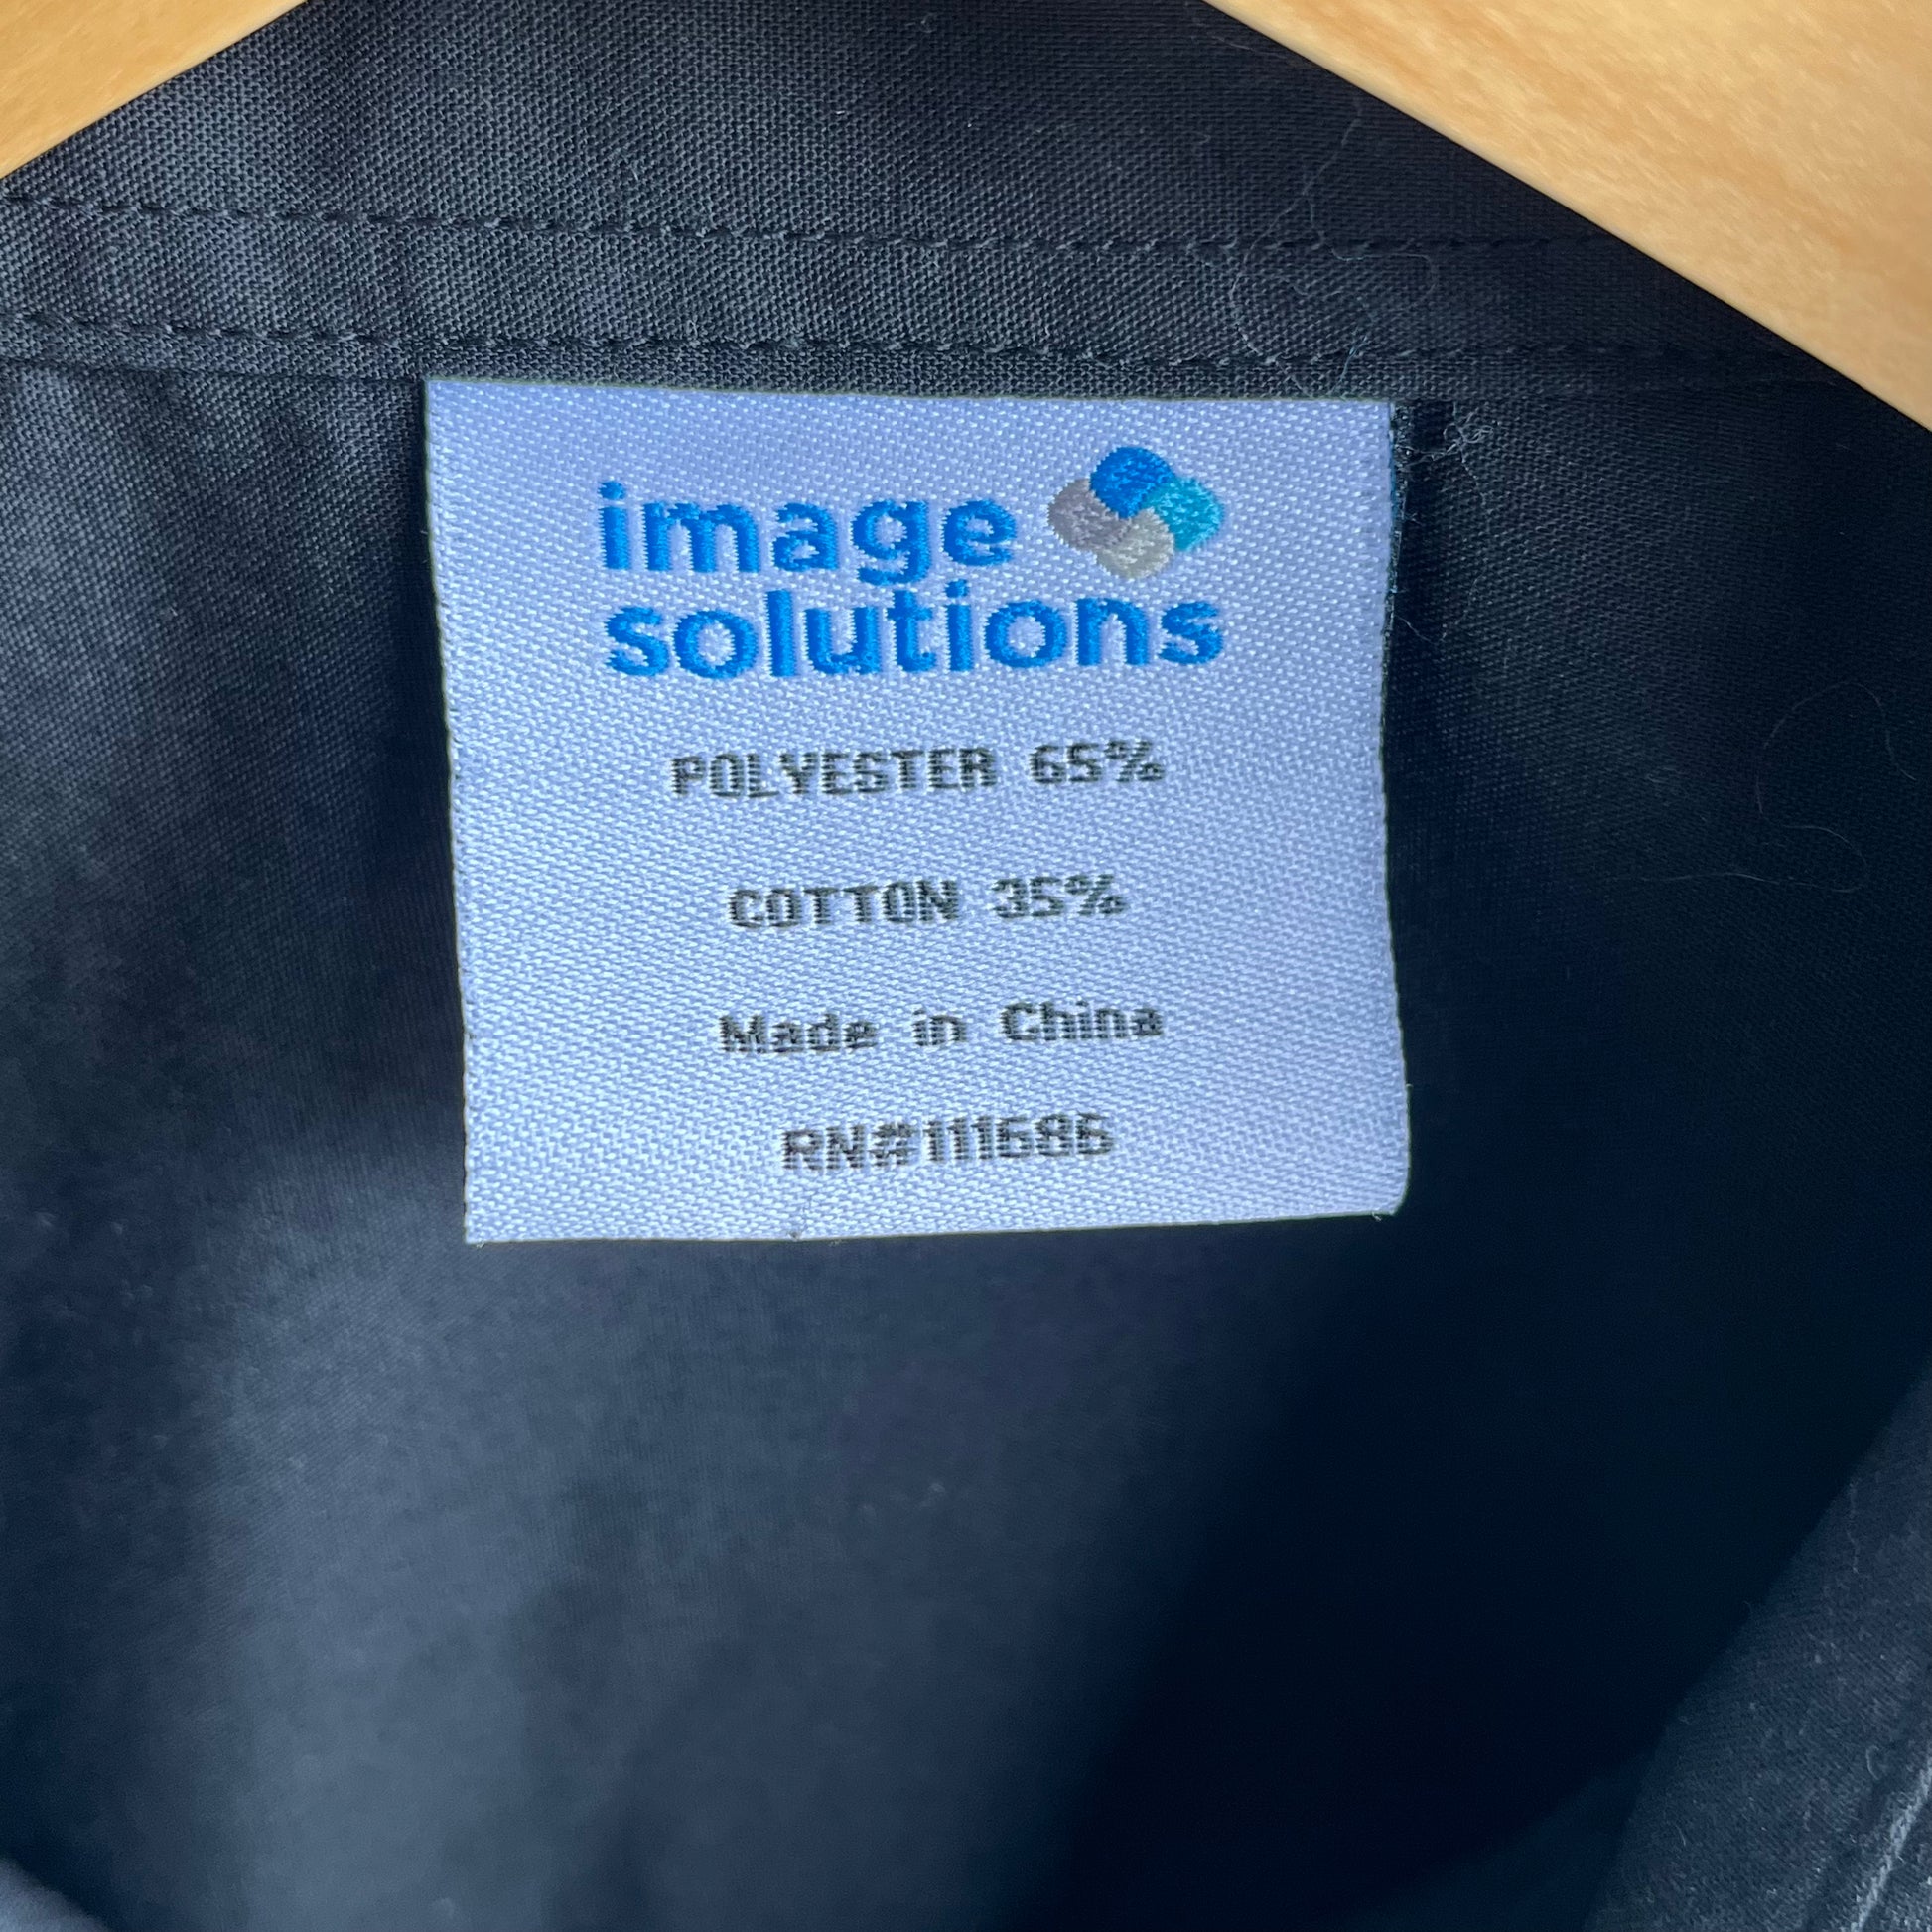 image
solutions
POLYESTER 65%
COTTON 35%
Made in China
RN#111686